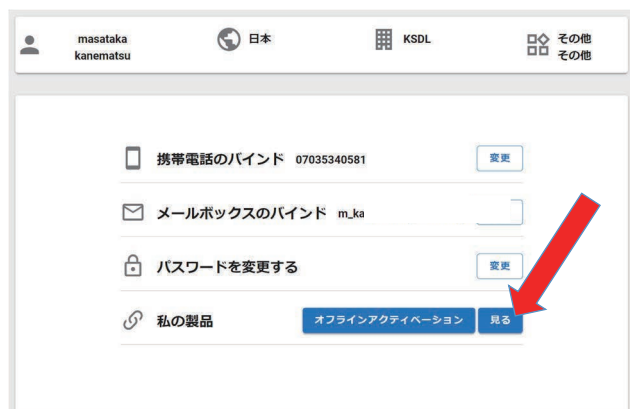 masataka
kanematsu
日本
KSDL
その他
その他
携帯電話のバインド 07035340581 変更
メールボックスのバインド m_ka
パスワードを変更する 変更
私の製品 オフラインアクティベーション 見る